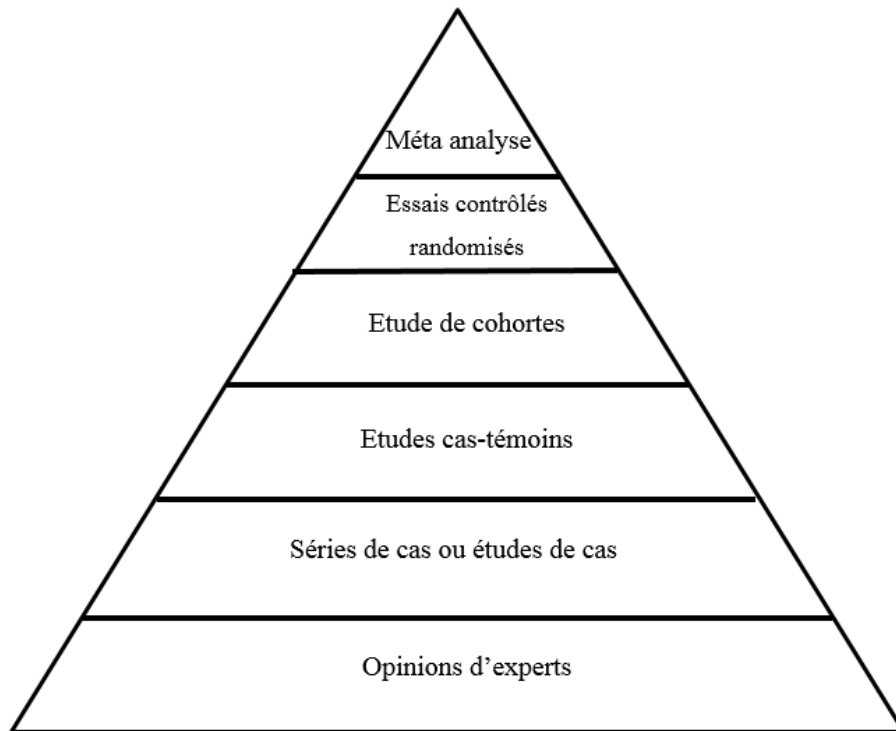 Méta analyse
Essais contrôlés
randomisés
Etude de cohortes
Etudes cas-témoins
Séries de cas ou études de cas
Opinions d’experts